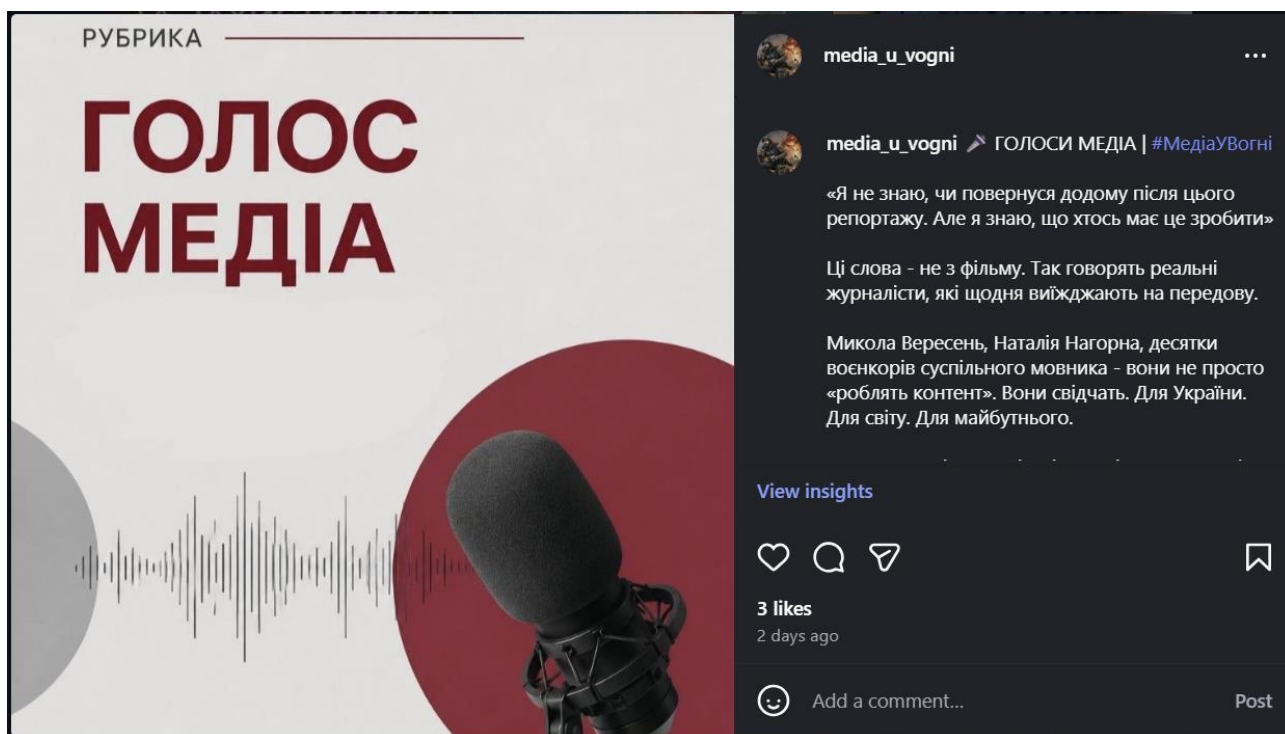 РУБРИКА
ГОЛОС
МЕДІА
media_u_vogni
media_u_vogni 🎤 ГОЛОСИ МЕДІА | #МедіаУВогні
«Я не знаю, чи повернуся додому після цього
репортажу. Але я знаю, що хтось має це зробити»
Ці слова - не з фільму. Так говорять реальні
журналісти, які щодня виїжджають на передову.
Микола Вересень, Наталія Нагорна, десятки
воєнкорів суспільного мовника - вони не просто
«роблять контент». Вони свідчать. Для України.
Для світу. Для майбутнього.
View insights
3 likes
2 days ago
Add a comment...
Post